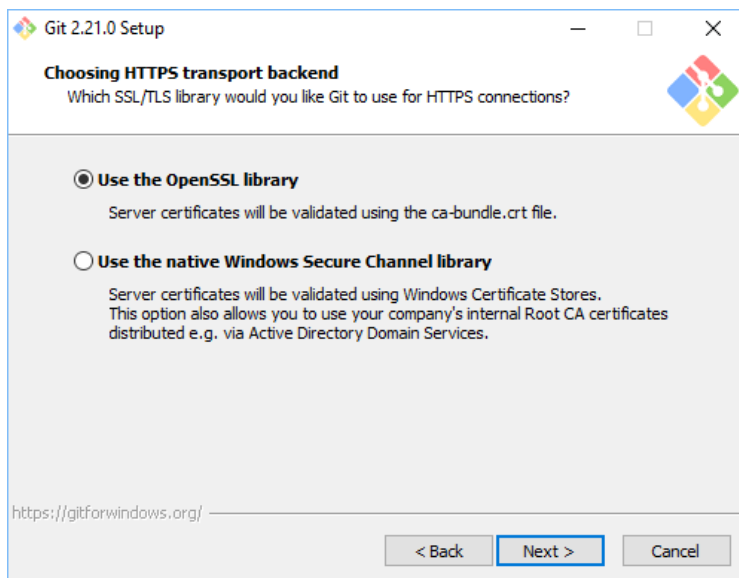 Git 2.21.0 Setup
Choosing HTTPS transport backend
Which SSL/TLS library would you like Git to use for HTTPS connections?
Use the OpenSSL library
Server certificates will be validated using the ca-bundle.crt file.
Use the native Windows Secure Channel library
Server certificates will be validated using Windows Certificate Stores.
This option also allows you to use your company's internal Root CA certificates
distributed e.g. via Active Directory Domain Services.
https://gitforwindows.org/
< Back
Next >
Cancel